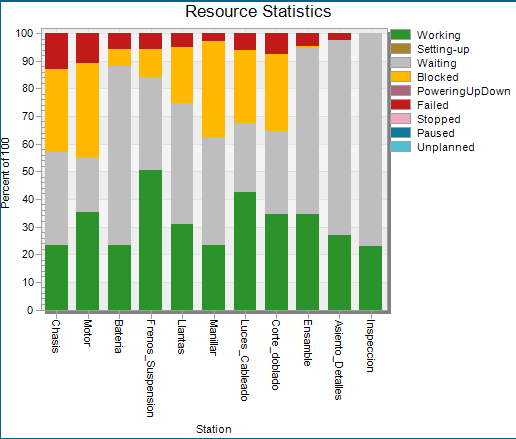 Resource Statistics
Percent of 100
100
90
80
70
60
50
40
30
20
10
0
Chasis
Motor
Bateria
Frenos_Suspension
Llantas
Manillar
Luces_Cableado
Corte_doblado
Ensamble
Asiento_Detalles
Inspeccion
Station
Working
Setting-up
Waiting
Blocked
PoweringUpDown
Failed
Stopped
Paused
Unplanned